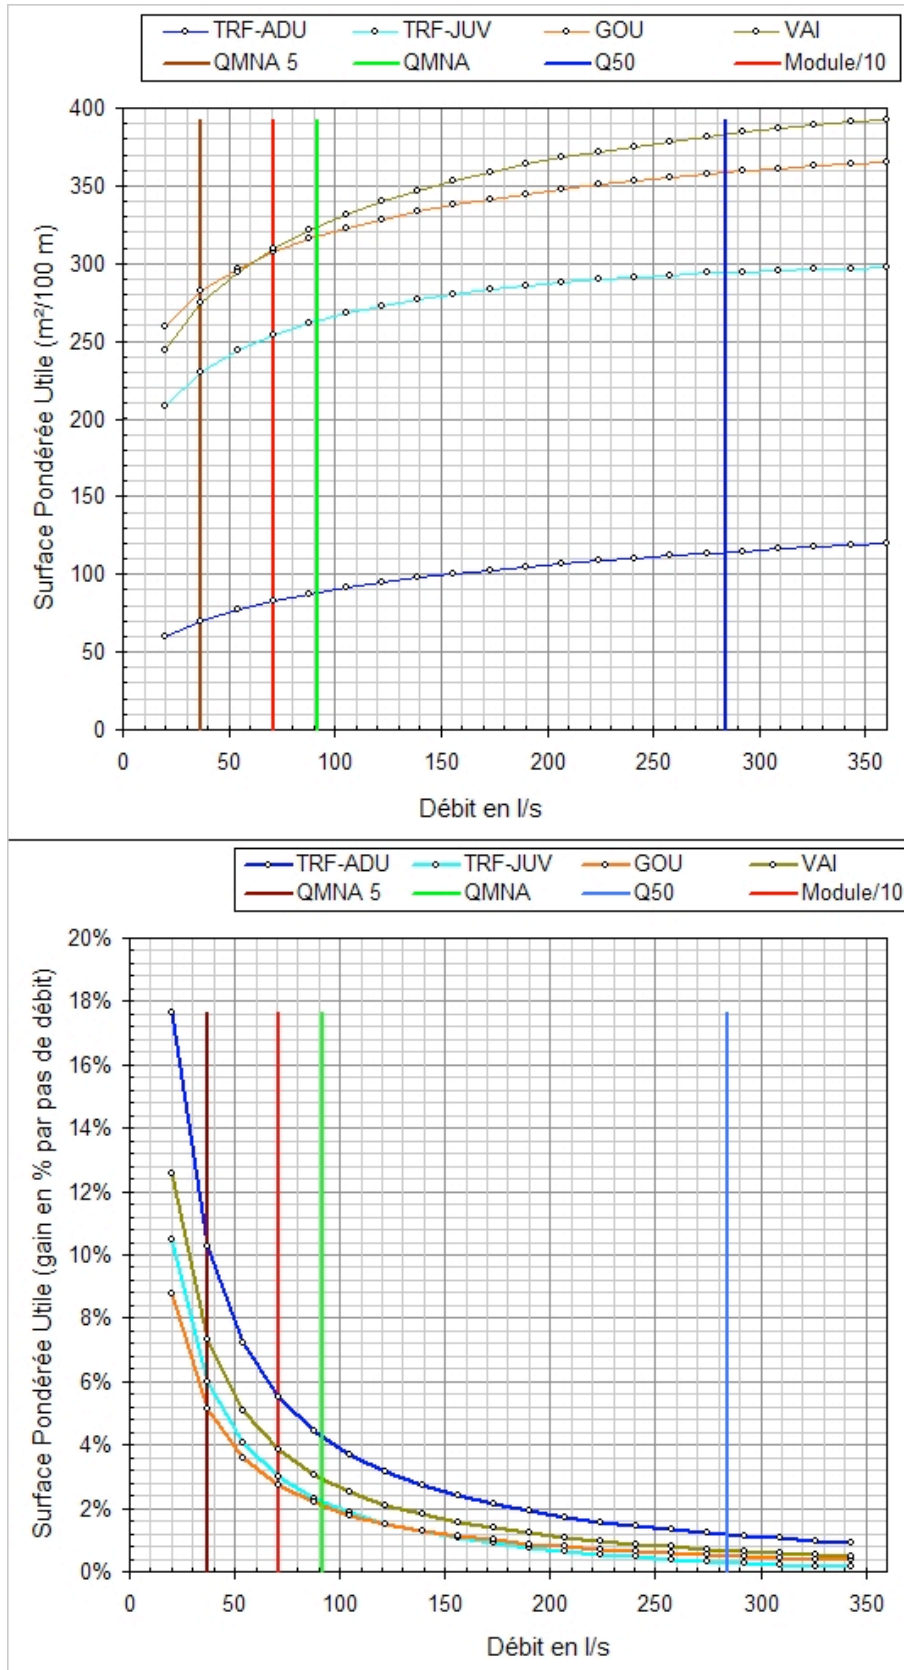 TRF-ADU TRF-JUV GOU VAI
QMNA 5 QMNA Q50 Module/10
Surface Pondérée Utile (m²/100 m)
400
350
300
250
200
150
100
50
0
0 50 100 150 200 250 300 350
Débit en l/s
TRF-ADU TRF-JUV GOU VAI
QMNA 5 QMNA Q50 Module/10
Surface Pondérée Utile (gain en % par pas de débit)
20%
18%
16%
14%
12%
10%
8%
6%
4%
2%
0%
0 50 100 150 200 250 300 350
Débit en l/s